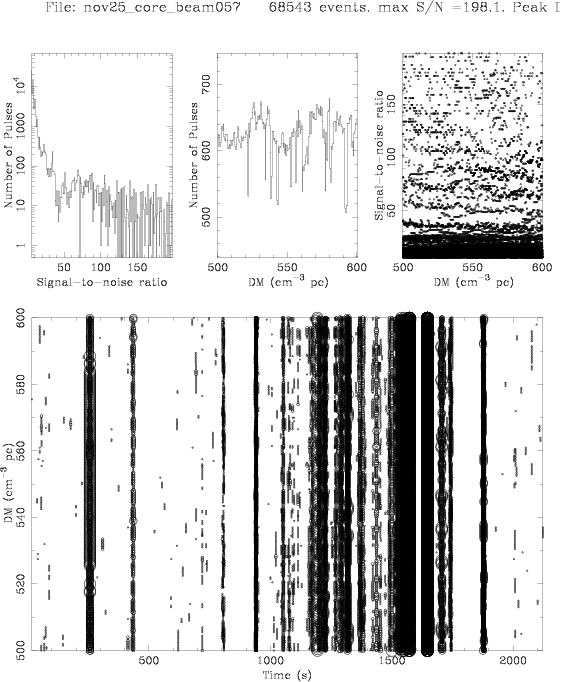 File: nov25_core_beam057 68543 events. max S/N =198.1. Peak
Number of Pulses
1 10 100 1000 10⁴
50 100 150
Signal-to-noise ratio
Number of Pulses
500 600 700
500 550 600
DM (cm⁻³ pc)
Signal-to-noise ratio
50 100 150
500 550 600
DM (cm⁻³ pc)
DM (cm⁻³ pc)
500 520 540 560 580 600
500 1000 1500 2000
Time (s)